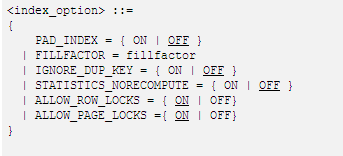 <index_option> ::=
{
PAD_INDEX = { ON | OFF }
| FILLFACTOR = fillfactor
| IGNORE_DUP_KEY = { ON | OFF }
| STATISTICS_NORECOMPUTE = { ON | OFF }
| ALLOW_ROW_LOCKS ={ ON | OFF}
| ALLOW_PAGE_LOCKS ={ ON | OFF}
}